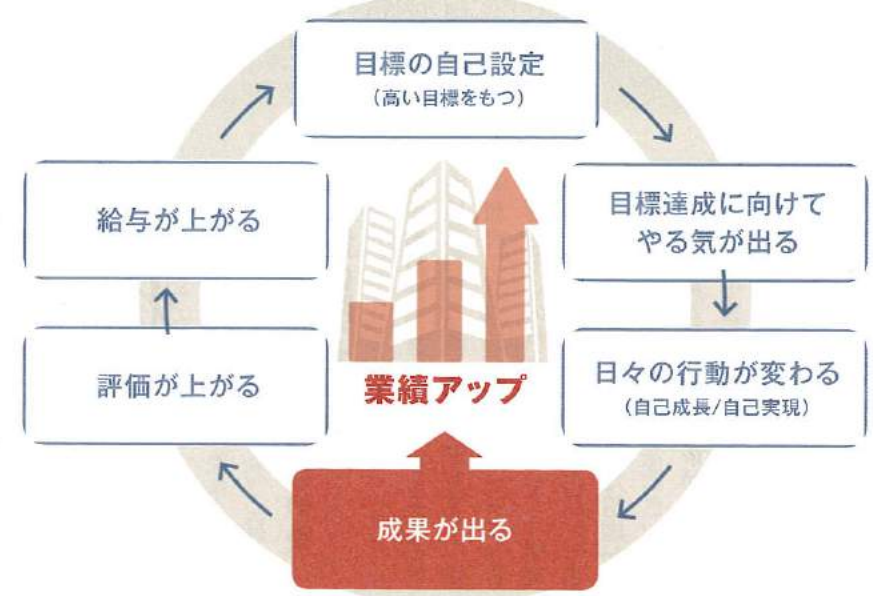 目標の自己設定
（高い目標をもつ）
目標達成に向けて
やる気が出る
日々の行動が変わる
（自己成長/自己実現）
成果が出る
評価が上がる
給与が上がる
業績アップ